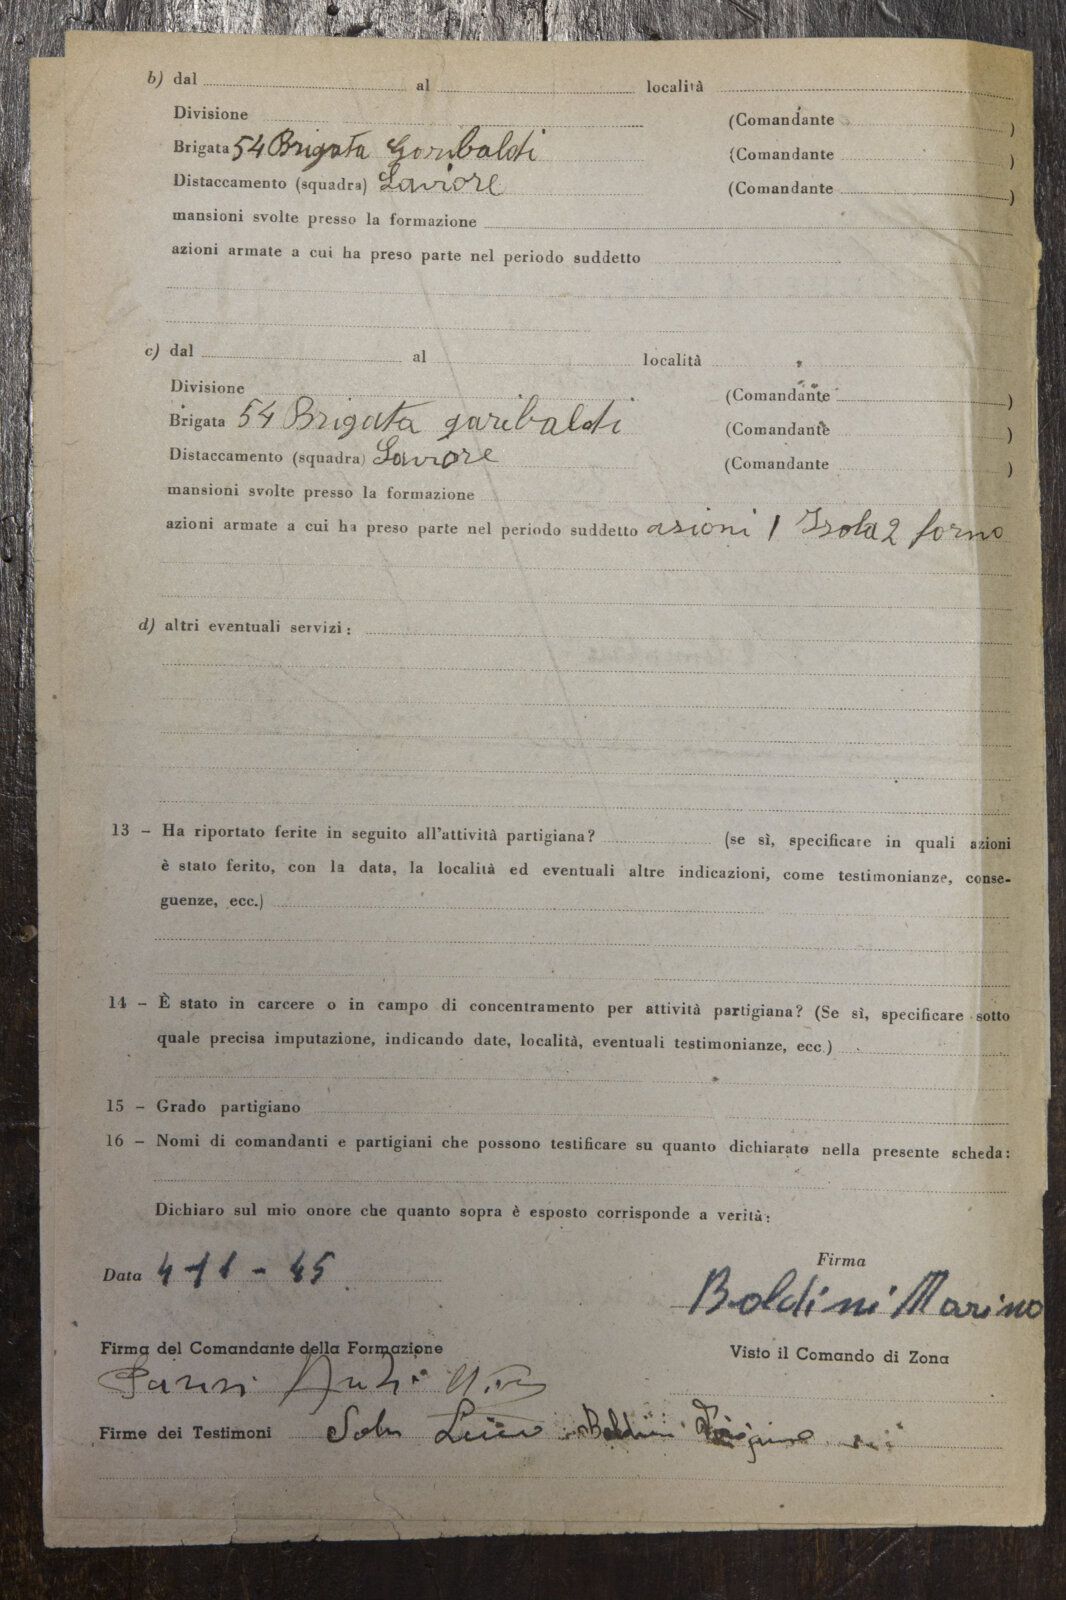 b) dal al località
Divisione (Comandante )
Brigata 54 Brigata Garibaldi (Comandante )
Distaccamento (squadra) Saviore (Comandante )
mansioni svolte presso la formazione
azioni armate a cui ha preso parte nel periodo suddetto
c) dal al località
Divisione (Comandante )
Brigata 54 Brigata garibaldi (Comandante )
Distaccamento (squadra) Saviore (Comandante )
mansioni svolte presso la formazione
azioni armate a cui ha preso parte nel periodo suddetto asioni 1 Isola 2 forno
d) altri eventuali servizi:
13 – Ha riportato ferite in seguito all'attività partigiana? (se sì, specificare in quali azioni
è stato ferito, con la data, la località ed eventuali altre indicazioni, come testimonianze, conse-
guenze, ecc.)
14 – È stato in carcere o in campo di concentramento per attività partigiana? (Se sì, specificare sotto
quale precisa imputazione, indicando date, località, eventuali testimonianze, ecc.)
15 – Grado partigiano
16 – Nomi di comandanti e partigiani che possono testificare su quanto dichiarato nella presente scheda:
Dichiaro sul mio onore che quanto sopra è esposto corrisponde a verità:
Data 4-11-45
Firma
Boldini Marino
Firma del Comandante della Formazione
Visto il Comando di Zona
Firme dei Testimoni Boldini